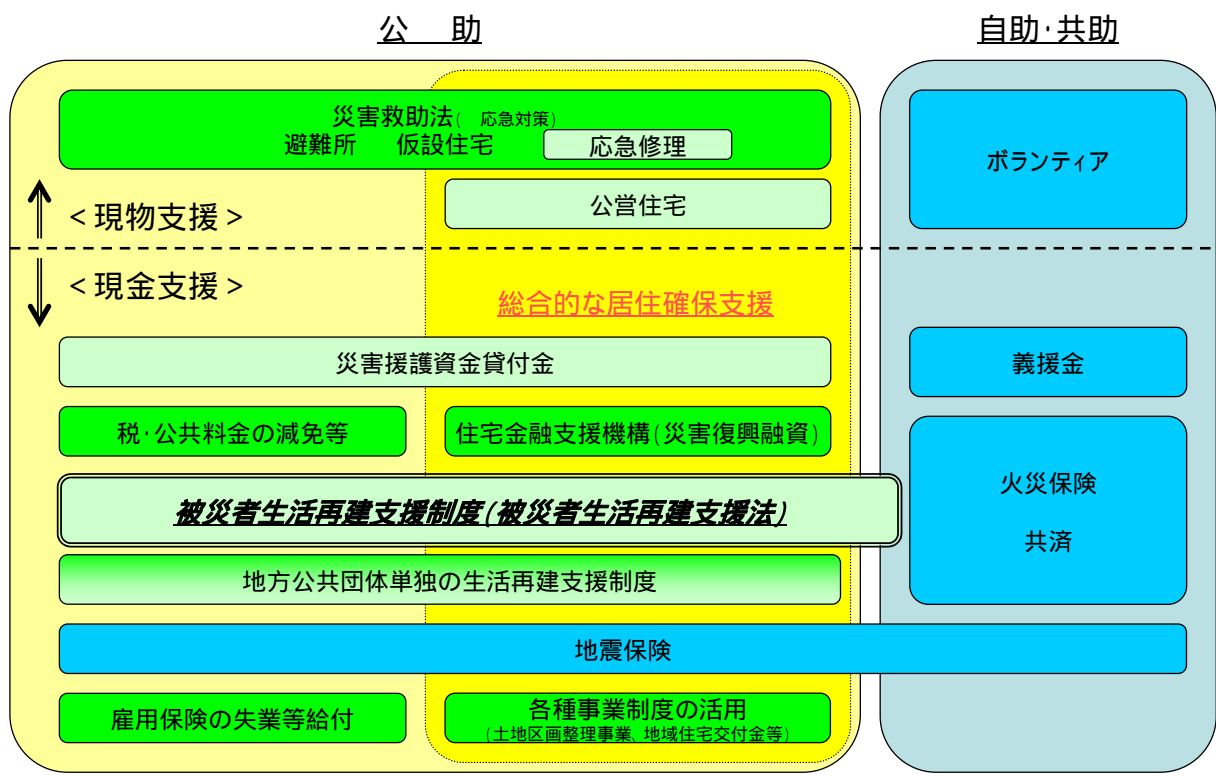 公 助
自助·共助
災害救助法( 応急対策)
避難所 仮設住宅 応急修理
ボランティア
公営住宅
<現物支援>
<現金支援>
総合的な居住確保支援
災害援護資金貸付金
義援金
税·公共料金の減免等
住宅金融支援機構(災害復興融資)
火災保険
共済
被災者生活再建支援制度(被災者生活再建支援法)
地方公共団体単独の生活再建支援制度
地震保険
雇用保険の失業等給付
各種事業制度の活用
(土地区画整理事業、地域住宅交付金等)